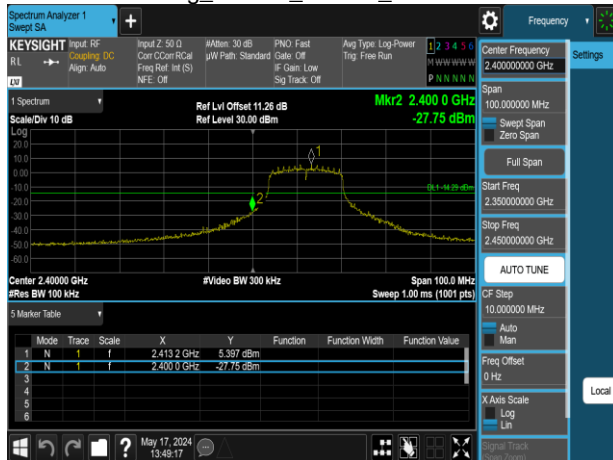 Spectrum Analyzer 1
Swept SA
Frequency
KEYSIGHT
RL
LXI
Input: RF
Coupling: DC
Align: Auto
Input Z: 50 Ω
Corr CCorr RCal
Freq Ref: Int (S)
NFE: Off
#Atten: 30 dB
µW Path: Standard
PNO: Fast
Gate: Off
IF Gain: Low
Sig Track: Off
Avg Type: Log-Power
Trig: Free Run
1 2 3 4 5 6
M W W W W W
P N N N N N
1 Spectrum
Scale/Div 10 dB
Ref Lvl Offset 11.26 dB
Ref Level 30.00 dBm
Mkr2 2.400 0 GHz
-27.75 dBm
Log
20.0
10.0
0.00
-10.0
-20.0
-30.0
-40.0
-50.0
-60.0
1
2
DL1 -14.29 dBm
Center 2.40000 GHz
#Res BW 100 kHz
#Video BW 300 kHz
Span 100.0 MHz
Sweep 1.00 ms (1001 pts)
5 Marker Table
Mode Trace Scale X Y Function Function Width Function Value
1 N 1 f 2.413 2 GHz 5.397 dBm
2 N 1 f 2.400 0 GHz -27.75 dBm
3
4
5
6
May 17, 2024
13:49:17
Center Frequency
2.400000000 GHz
Settings
Span
100.000000 MHz
Swept Span
Zero Span
Full Span
Start Freq
2.350000000 GHz
Stop Freq
2.450000000 GHz
AUTO TUNE
CF Step
10.000000 MHz
Auto
Man
Freq Offset
0 Hz
Local
X Axis Scale
Log
Lin
Signal Track
(Span Zoom)